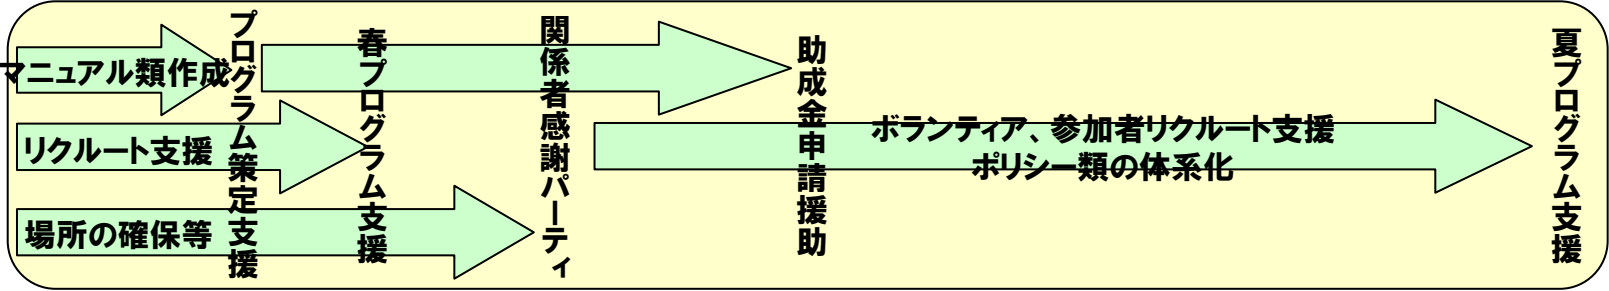 マニュアル類作成
リクルート支援
場所の確保等
プログラム策定支援
春プログラム支援
関係者感謝パーティ
助成金申請援助
ボランティア、参加者リクルート支援
ポリシー類の体系化
夏プログラム支援